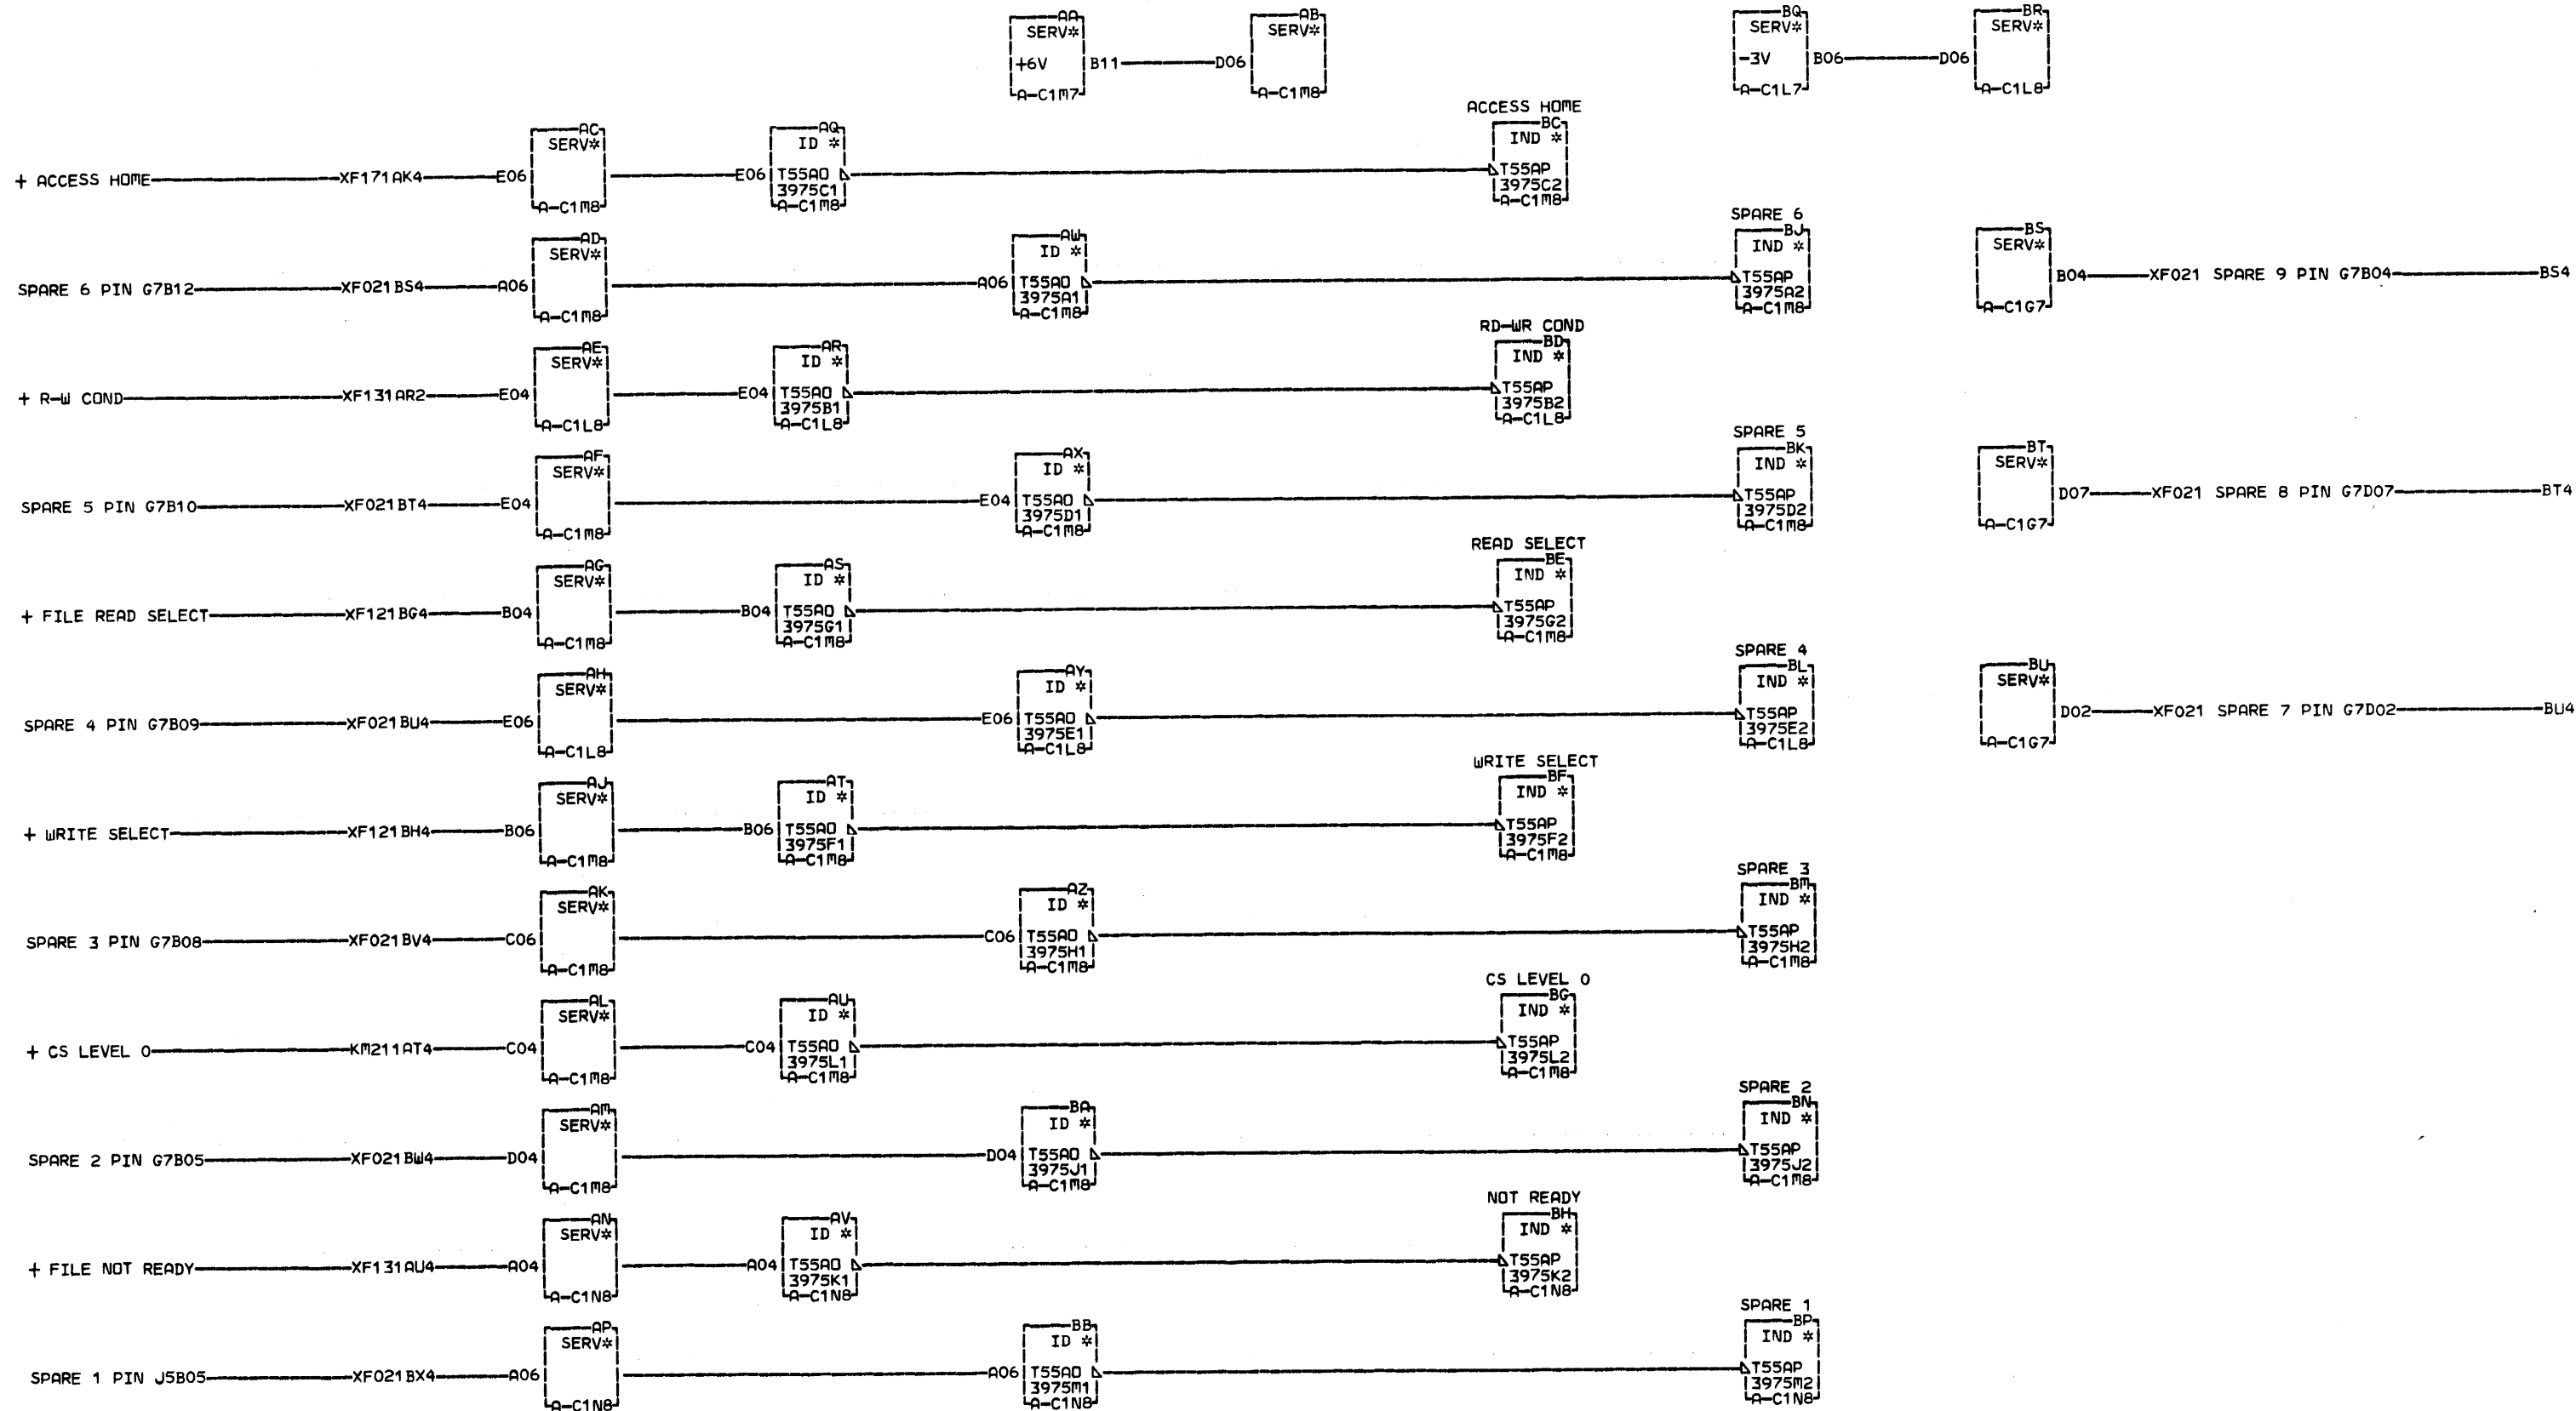 AA AB BQ BR
SERV* SERV* SERV* SERV*
+6V B11 D06 -3V B06 D06
A-C1M7 A-C1M8 A-C1L7 A-C1L8
ACCESS HOME
AC AQ BC
SERV* ID * IND *
+ ACCESS HOME XF171AK4 E06 E06 T55AO T55AP
3975C1 3975C2
A-C1M8 A-C1M8 A-C1M8
SPARE 6
AD AW BJ BS
SERV* ID * IND * SERV*
SPARE 6 PIN G7B12 XF021BS4 A06 A06 T55AO T55AP B04 XF021 SPARE 9 PIN G7B04 BS4
3975A1 3975A2
A-C1M8 A-C1M8 A-C1M8 A-C1G7
RD-WR COND
AE AR BD
SERV* ID * IND *
+ R-W COND XF131AR2 E04 E04 T55AO T55AP
3975B1 3975B2
A-C1L8 A-C1L8 A-C1L8
SPARE 5
AF AX BK BT
SERV* ID * IND * SERV*
SPARE 5 PIN G7B10 XF021BT4 E04 E04 T55AO T55AP D07 XF021 SPARE 8 PIN G7D07 BT4
3975D1 3975D2
A-C1M8 A-C1M8 A-C1M8 A-C1G7
READ SELECT
AG AS BE
SERV* ID * IND *
+ FILE READ SELECT XF121BG4 B04 B04 T55AO T55AP
3975G1 3975G2
A-C1M8 A-C1M8 A-C1M8
SPARE 4
AH AY BL BU
SERV* ID * IND * SERV*
SPARE 4 PIN G7B09 XF021BU4 E06 E06 T55AO T55AP D02 XF021 SPARE 7 PIN G7D02 BU4
3975E1 3975E2
A-C1L8 A-C1L8 A-C1L8 A-C1G7
WRITE SELECT
AJ AT BF
SERV* ID * IND *
+ WRITE SELECT XF121BH4 B06 B06 T55AO T55AP
3975F1 3975F2
A-C1M8 A-C1M8 A-C1M8
SPARE 3
AK AZ BM
SERV* ID * IND *
SPARE 3 PIN G7B08 XF021BV4 C06 C06 T55AO T55AP
3975H1 3975H2
A-C1M8 A-C1M8 A-C1M8
CS LEVEL 0
AL AU BG
SERV* ID * IND *
+ CS LEVEL 0 KM211AT4 C04 C04 T55AO T55AP
3975L1 3975L2
A-C1M8 A-C1M8 A-C1M8
SPARE 2
AM BA BN
SERV* ID * IND *
SPARE 2 PIN G7B05 XF021BW4 D04 D04 T55AO T55AP
3975J1 3975J2
A-C1M8 A-C1M8 A-C1M8
NOT READY
AN AV BH
SERV* ID * IND *
+ FILE NOT READY XF131AU4 A04 A04 T55AO T55AP
3975K1 3975K2
A-C1N8 A-C1N8 A-C1N8
SPARE 1
AP BB BP
SERV* ID * IND *
SPARE 1 PIN J5B05 XF021BX4 A06 A06 T55AO T55AP
3975M1 3975M2
A-C1N8 A-C1N8 A-C1N8